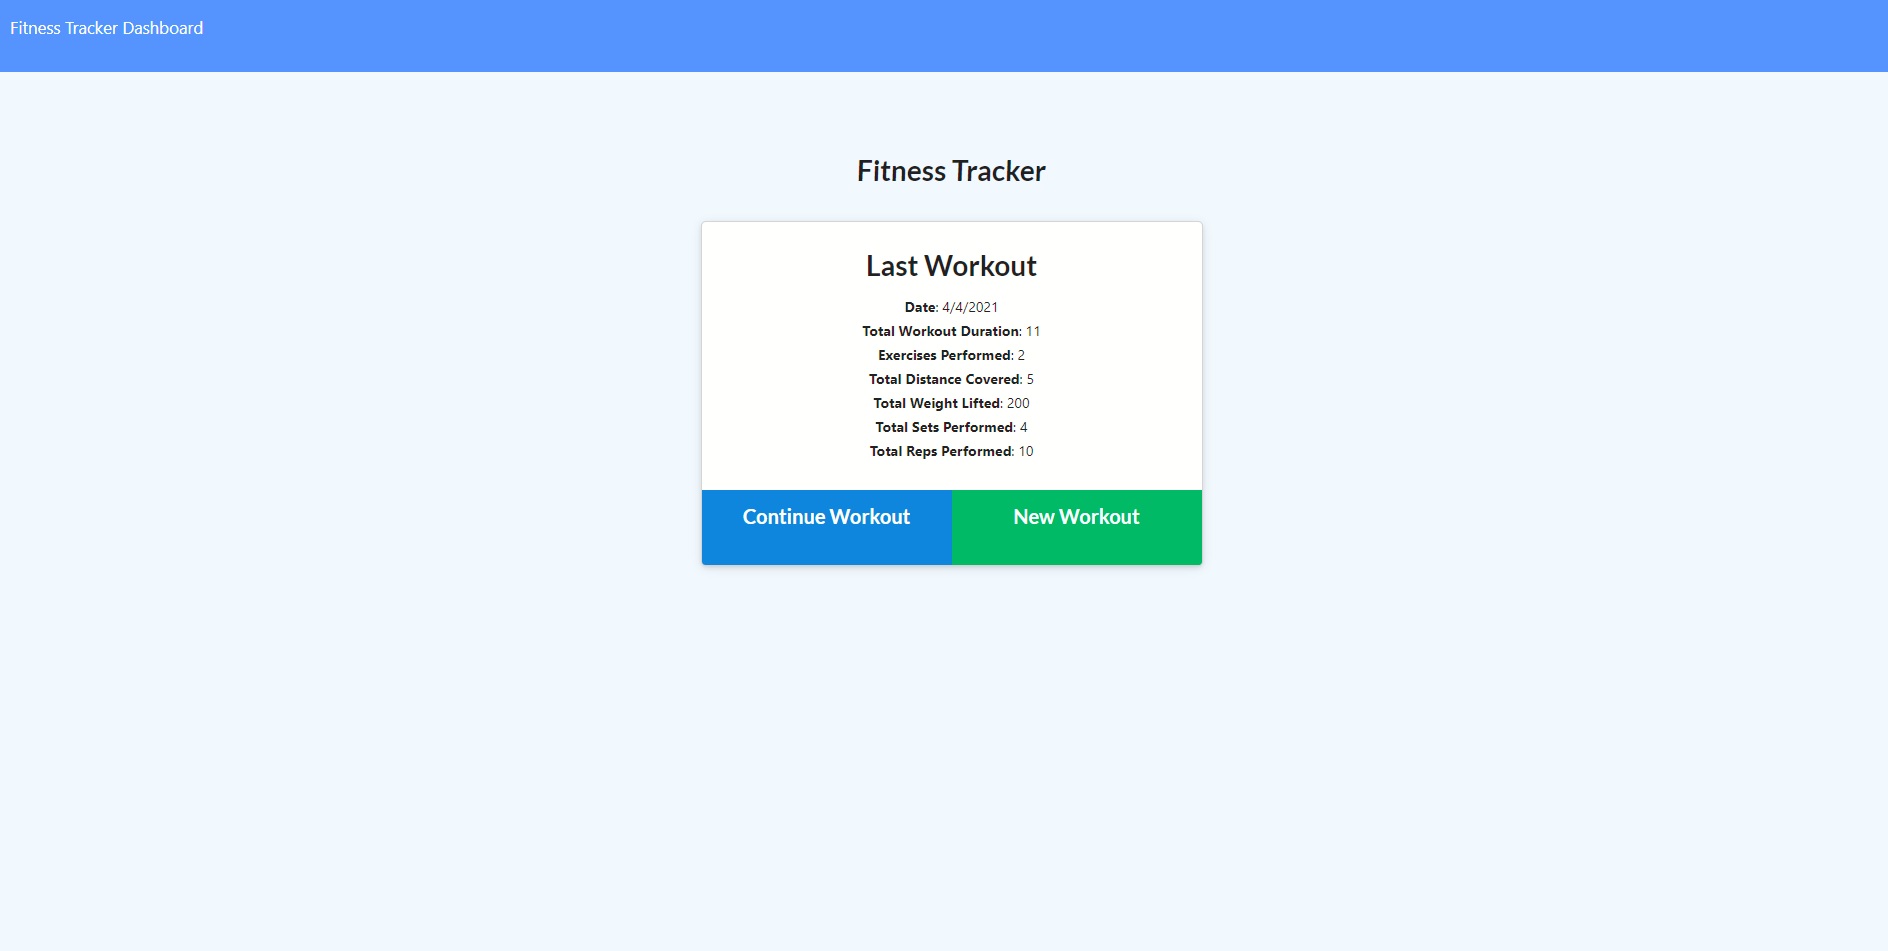 Fitness Tracker Dashboard
Fitness Tracker
Last Workout
Date: 4/4/2021
Total Workout Duration: 11
Exercises Performed: 2
Total Distance Covered: 5
Total Weight Lifted: 200
Total Sets Performed: 4
Total Reps Performed: 10
Continue Workout New Workout